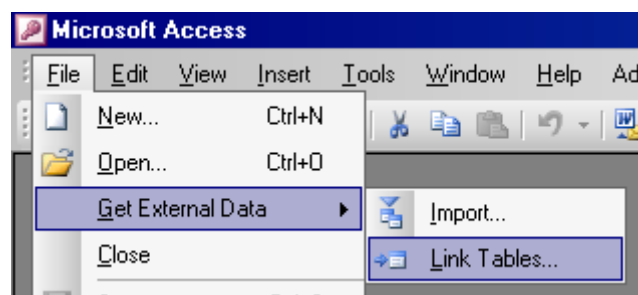 Microsoft Access
File Edit View Insert Tools Window Help Ad
New... Ctrl+N
Open... Ctrl+O
Get External Data
Import...
Close
Link Tables...